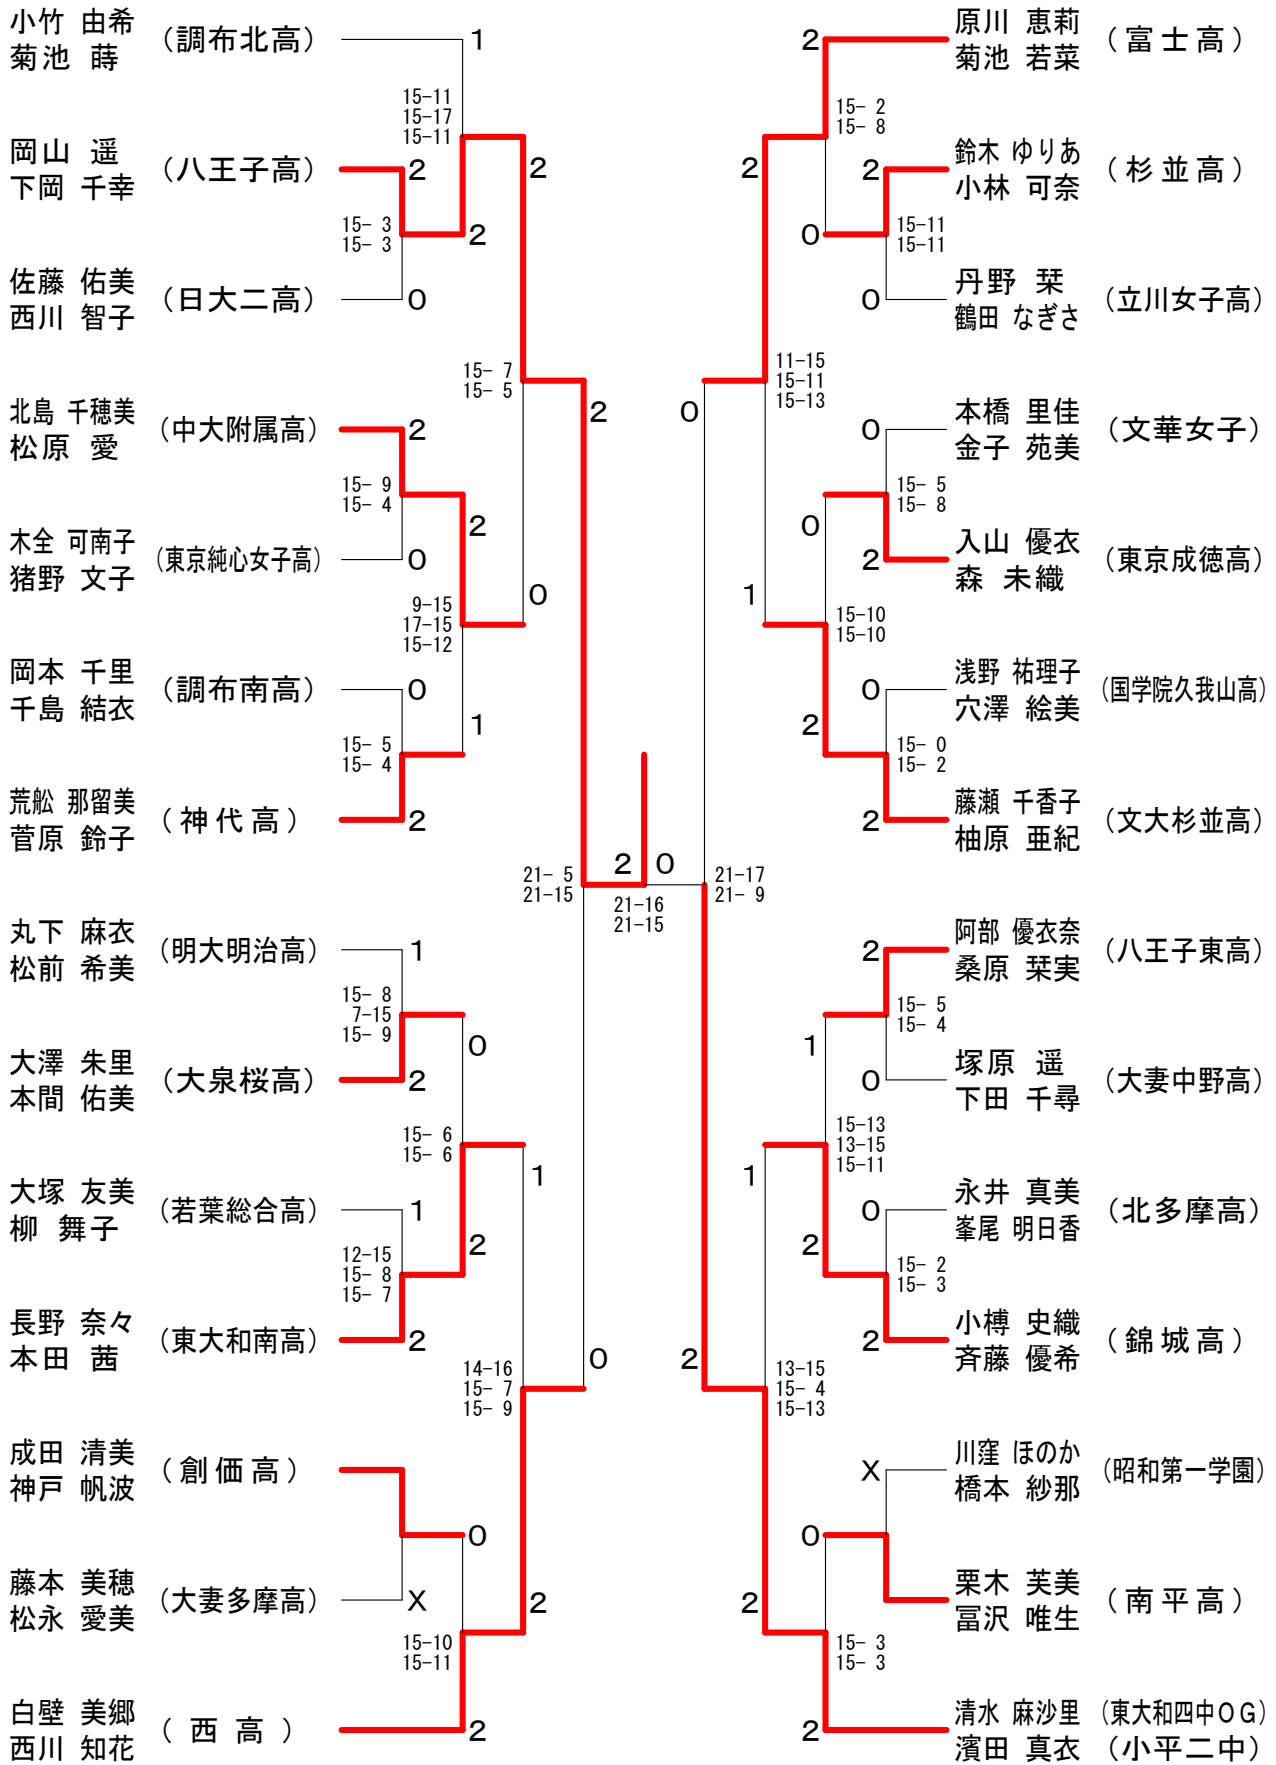 小竹 由希
菊池 蒔
(調布北高)
1
15-11
15-17
15-11
岡山 遥
下岡 千幸
(八王子高)
2
2
15- 3
15- 3
2
佐藤 佑美
西川 智子
(日大二高)
0
15- 7
15- 5
2
北島 千穂美
松原 愛
(中大附属高)
2
15- 9
15- 4
2
木全 可南子
猪野 文子
(東京純心女子高)
0
0
9-15
17-15
15-12
岡本 千里
千島 結衣
(調布南高)
0
1
15- 5
15- 4
荒舩 那留美
菅原 鈴子
(神代高)
2
21- 5
21-15
2
0
21-16
21-15
21-17
21- 9
丸下 麻衣
松前 希美
(明大明治高)
1
15- 8
7-15
15- 9
0
大澤 朱里
本間 佑美
(大泉桜高)
2
15- 6
15- 6
1
大塚 友美
柳 舞子
(若葉総合高)
1
2
12-15
15- 8
15- 7
長野 奈々
本田 茜
(東大和南高)
2
0
14-16
15- 7
15- 9
成田 清美
神戸 帆波
(創価高)
0
藤本 美穂
松永 愛美
(大妻多摩高)
X
2
15-10
15-11
白壁 美郷
西川 知花
(西高)
2
2
原川 恵莉
菊池 若菜
(富士高)
15- 2
15- 8
2
2
鈴木 ゆりあ
小林 可奈
(杉並高)
0
15-11
15-11
0
丹野 栞
鶴田 なぎさ
(立川女子高)
11-15
15-11
15-13
0
0
本橋 里佳
金子 苑美
(文華女子)
15- 5
15- 8
0
2
入山 優衣
森 未織
(東京成徳高)
1
15-10
15-10
0
浅野 祐理子
穴澤 絵美
(国学院久我山高)
2
15- 0
15- 2
2
藤瀬 千香子
柚原 亜紀
(文大杉並高)
2
阿部 優衣奈
桑原 栞実
(八王子東高)
15- 5
15- 4
1
0
塚原 遥
下田 千尋
(大妻中野高)
15-13
13-15
15-11
1
0
永井 真美
峯尾 明日香
(北多摩高)
2
15- 2
15- 3
2
小榑 史織
斉藤 優希
(錦城高)
2
13-15
15- 4
15-13
X
川窪 ほのか
橋本 紗那
(昭和第一学園)
0
栗木 芙美
冨沢 唯生
(南平高)
2
15- 3
15- 3
2
清水 麻沙里
濱田 真衣
(東大和四中OG)
(小平二中)